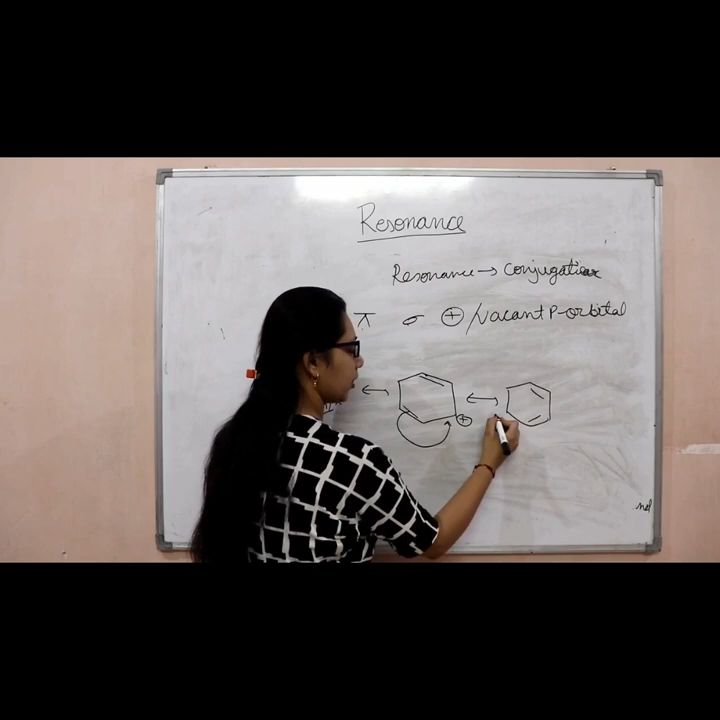 Resonance
Resonance → Conjugation
π σ ⊕/Vacant P-orbital
↔ ⊕ ↔